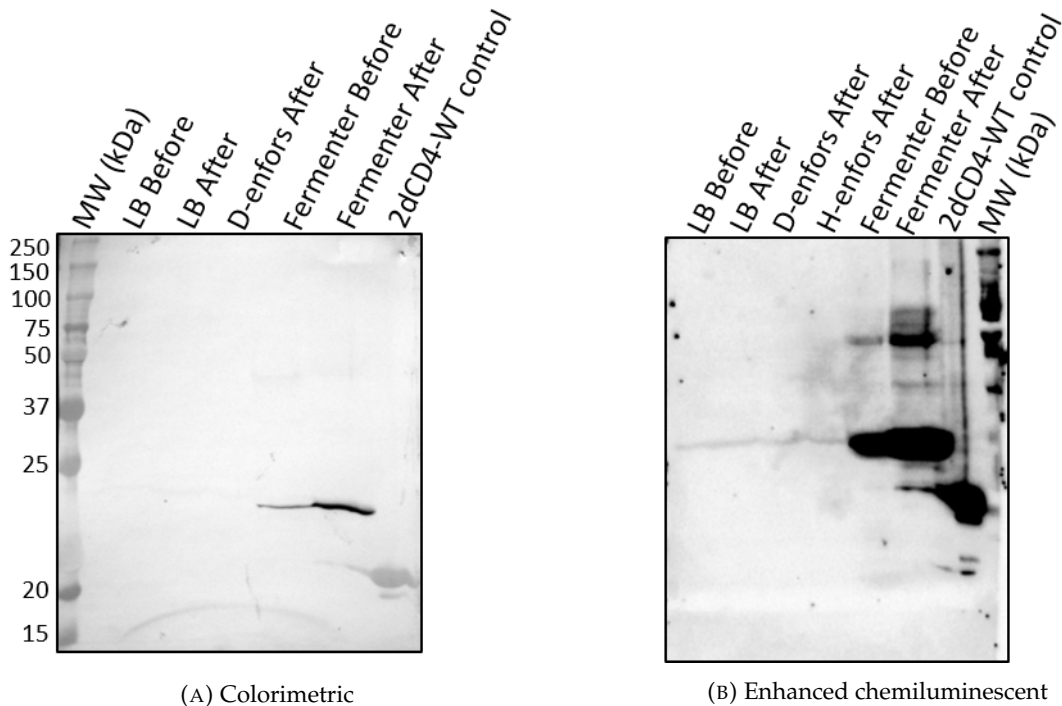 MW (kDa)
LB Before
LB After
D-enfors After
Fermenter Before
Fermenter After
2dCD4-WT control
250
150
100
75
50
37
25
20
15
(A) Colorimetric
LB Before
LB After
D-enfors After
H-enfors After
Fermenter Before
Fermenter After
2dCD4-WT control
MW (kDa)
(B) Enhanced chemiluminescent